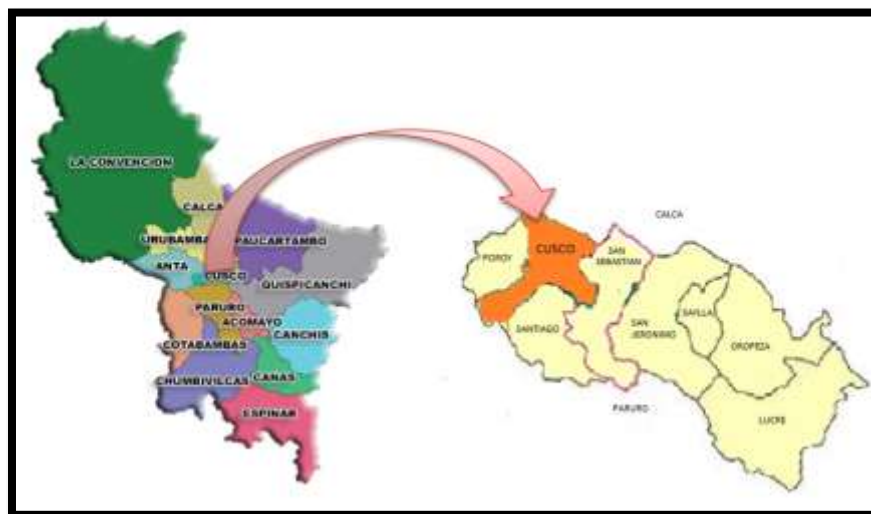 LA CONVENCION
CALCA
URUBAMBA
PAUCARTAMBO
ANTA
CUSCO
QUISPICANCHI
PARURO
ACOMAYO
CANCHIS
COTABAMBAS
CANAS
CHUMBIVILCAS
ESPINAR
CALCA
CUSCO
SAN
SEBASTIAN
POROY
SAYLLA
SANTIAGO
SAN
JERONIMO
OROPEZA
PARURO
LUCRE